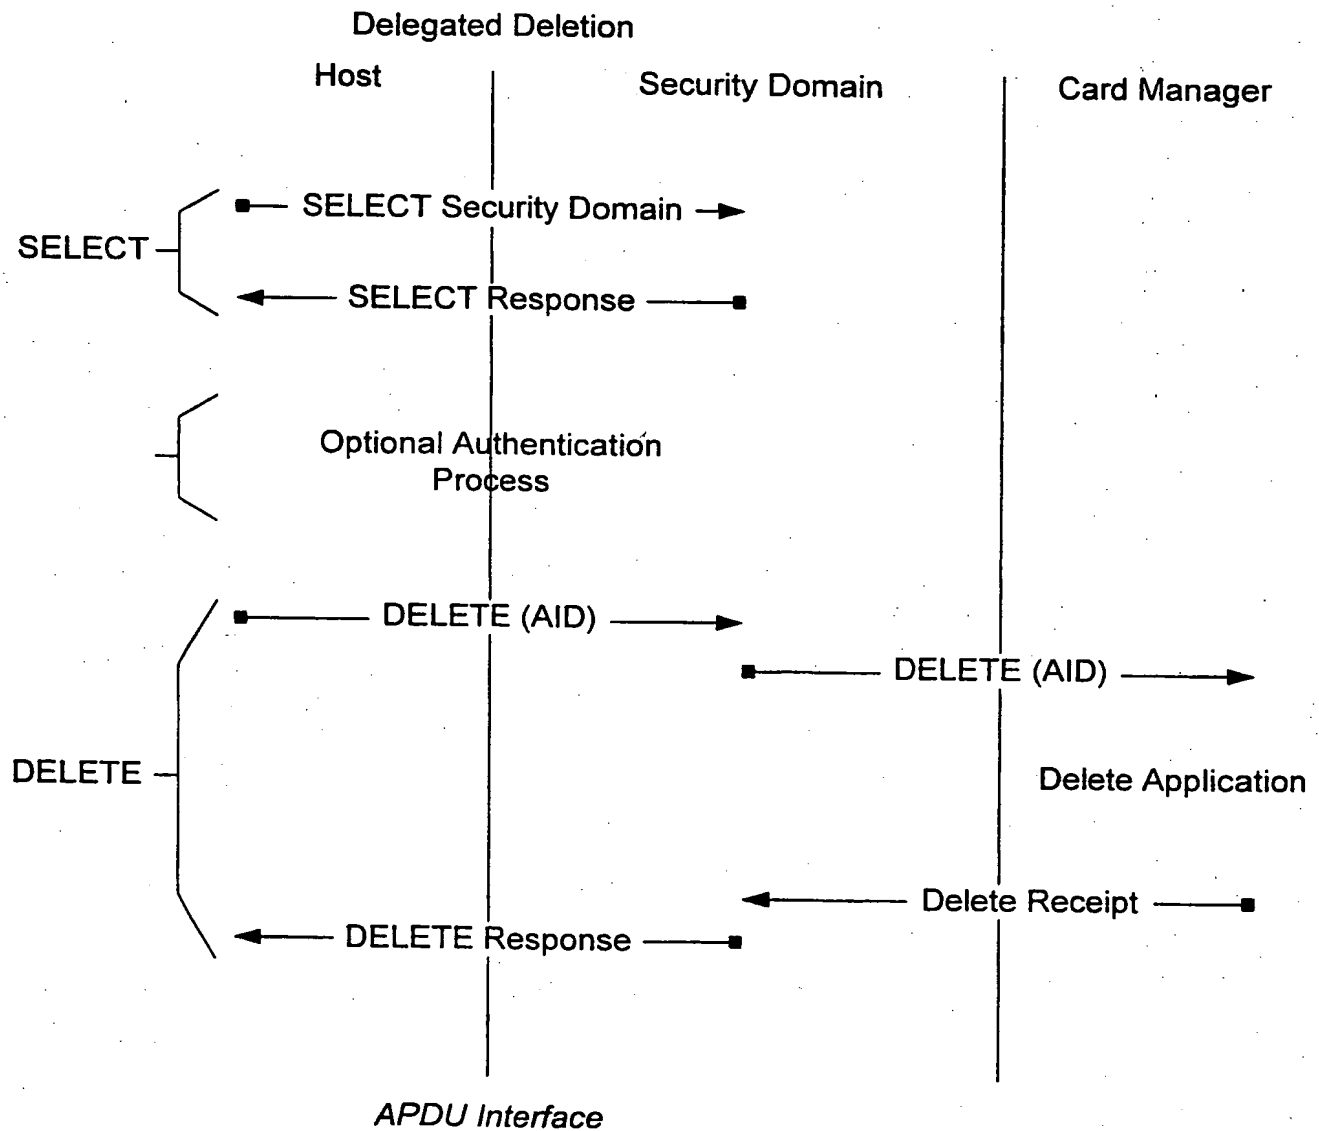 Delegated Deletion
Host
Security Domain
Card Manager
SELECT Security Domain
SELECT
SELECT Response
Optional Authentication
Process
DELETE (AID)
DELETE (AID)
DELETE
Delete Application
Delete Receipt
DELETE Response
APDU Interface